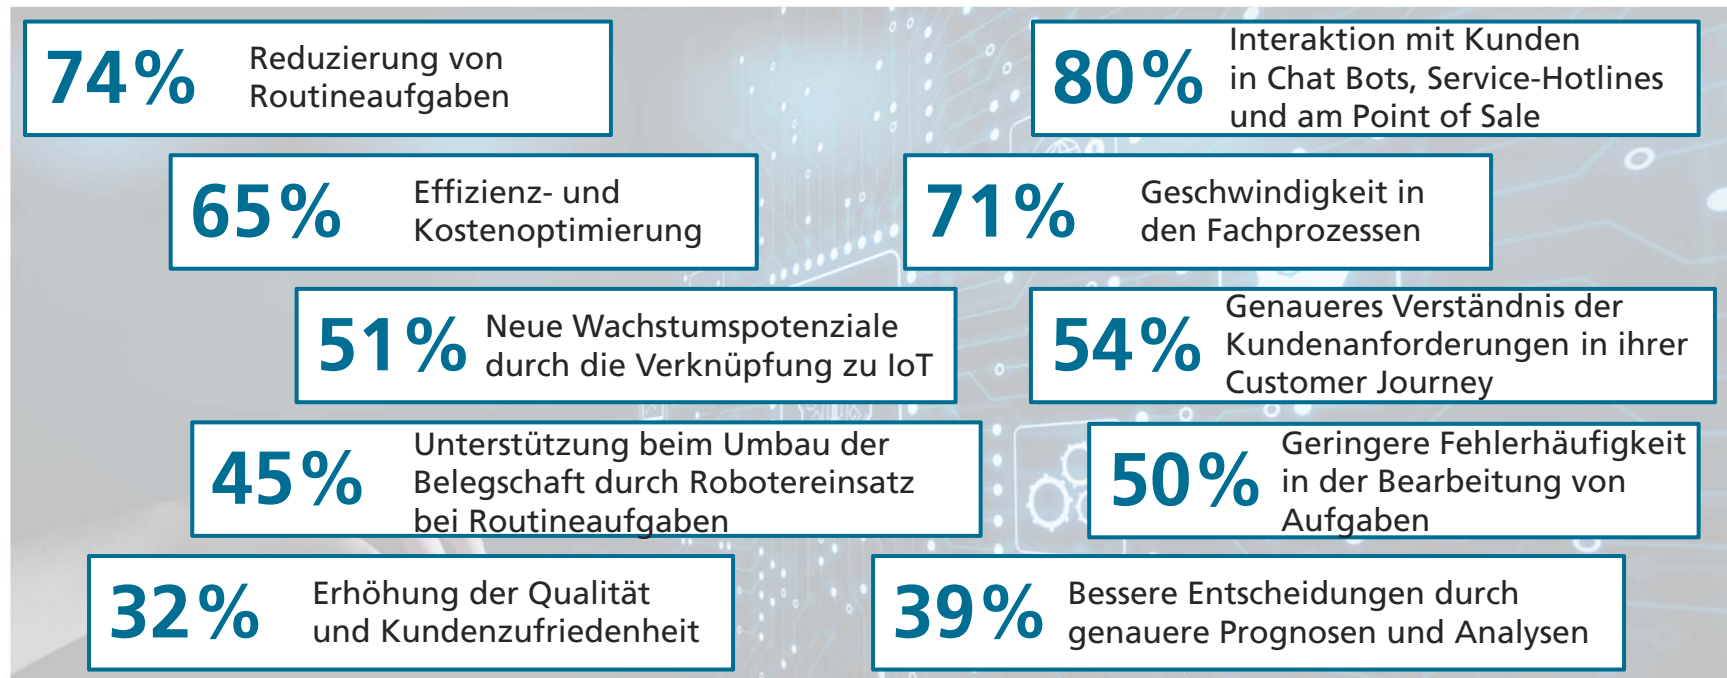 74%
Reduzierung von
Routineaufgaben
80%
Interaktion mit Kunden
in Chat Bots, Service-Hotlines
und am Point of Sale
65%
Effizienz- und
Kostenoptimierung
71%
Geschwindigkeit in
den Fachprozessen
51%
Neue Wachstumspotenziale
durch die Verknüpfung zu IoT
54%
Genaueres Verständnis der
Kundenanforderungen in ihrer
Customer Journey
45%
Unterstützung beim Umbau der
Belegschaft durch Robotereinsatz
bei Routineaufgaben
50%
Geringere Fehlerhäufigkeit
in der Bearbeitung von
Aufgaben
32%
Erhöhung der Qualität
und Kundenzufriedenheit
39%
Bessere Entscheidungen durch
genauere Prognosen und Analysen